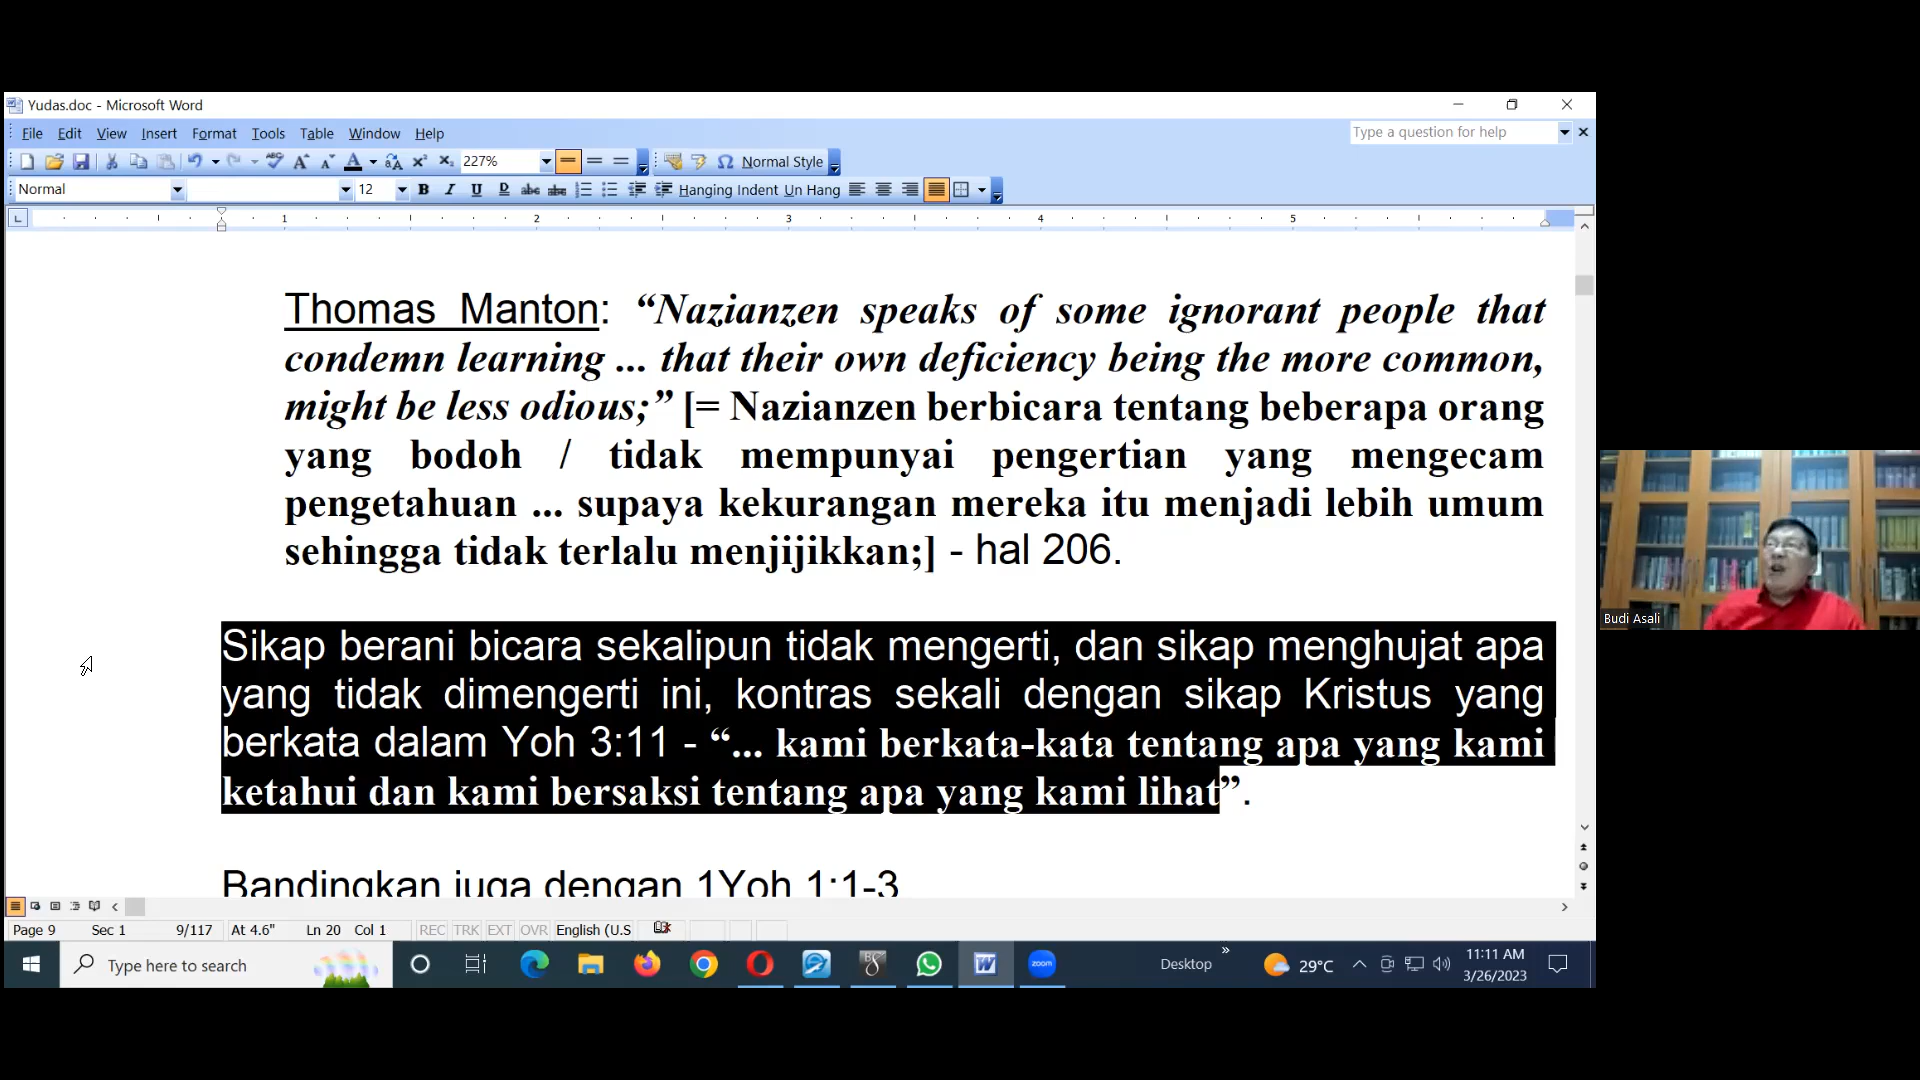 Yudas.doc - Microsoft Word
File Edit View Insert Format Tools Table Window Help
Type a question for help
227%
Normal Style
Normal
12
Hanging Indent Un Hang
1 2 3 4 5
Thomas Manton: “Nazianzen speaks of some ignorant people that
condemn learning ... that their own deficiency being the more common,
might be less odious;” [= Nazianzen berbicara tentang beberapa orang
yang bodoh / tidak mempunyai pengertian yang mengecam
pengetahuan ... supaya kekurangan mereka itu menjadi lebih umum
sehingga tidak terlalu menjijikkan;] - hal 206.
Sikap berani bicara sekalipun tidak mengerti, dan sikap menghujat apa
yang tidak dimengerti ini, kontras sekali dengan sikap Kristus yang
berkata dalam Yoh 3:11 - “... kami berkata-kata tentang apa yang kami
ketahui dan kami bersaksi tentang apa yang kami lihat”.
Bandingkan juga dengan 1Yoh 1:1-3
Budi Asali
Page 9 Sec 1 9/117 At 4.6" Ln 20 Col 1 REC TRK EXT OVR English (U.S
Type here to search
zoom
Desktop
29°C
11:11 AM
3/26/2023